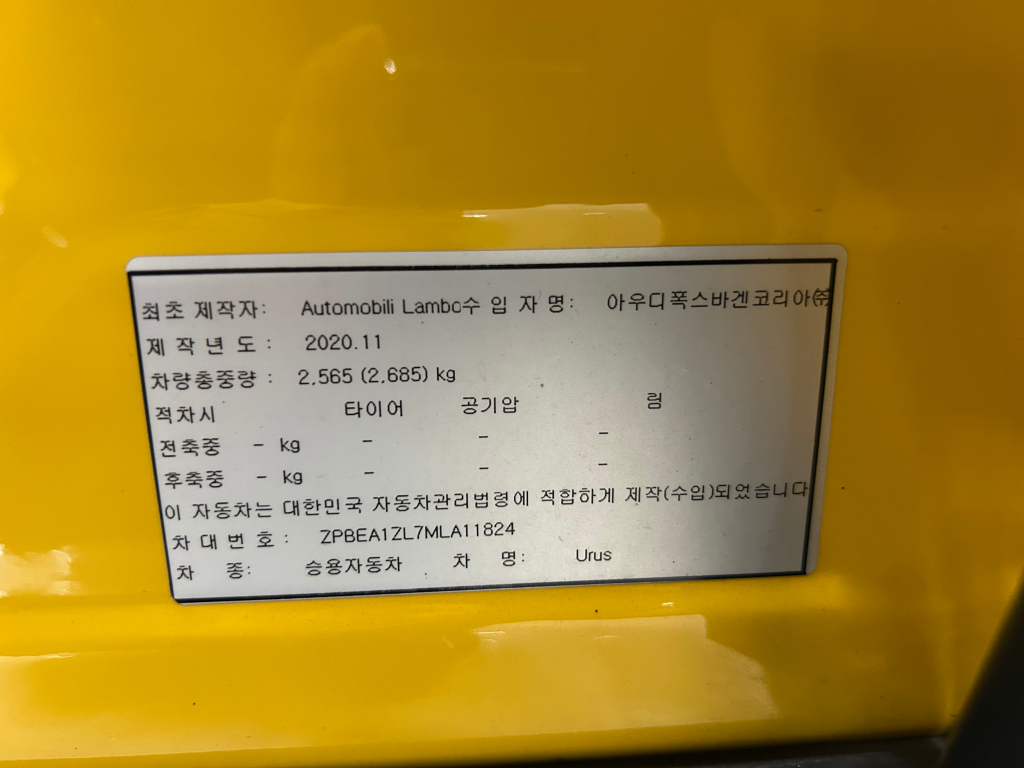 최초 제작자: Automobili Lambo수 입 자 명: 아우디폭스바겐코리아㈜
제 작 년 도 : 2020.11
차량총중량 : 2,565 (2,685) kg
적차시 타이어 공기압 림
전축중 - kg - - -
후축중 - kg - - -
이 자동차는 대한민국 자동차관리법령에 적합하게 제작(수입)되었습니다
차 대 번 호 : ZPBEA1ZL7MLA11824
차 종: 승용자동차 차 명: Urus